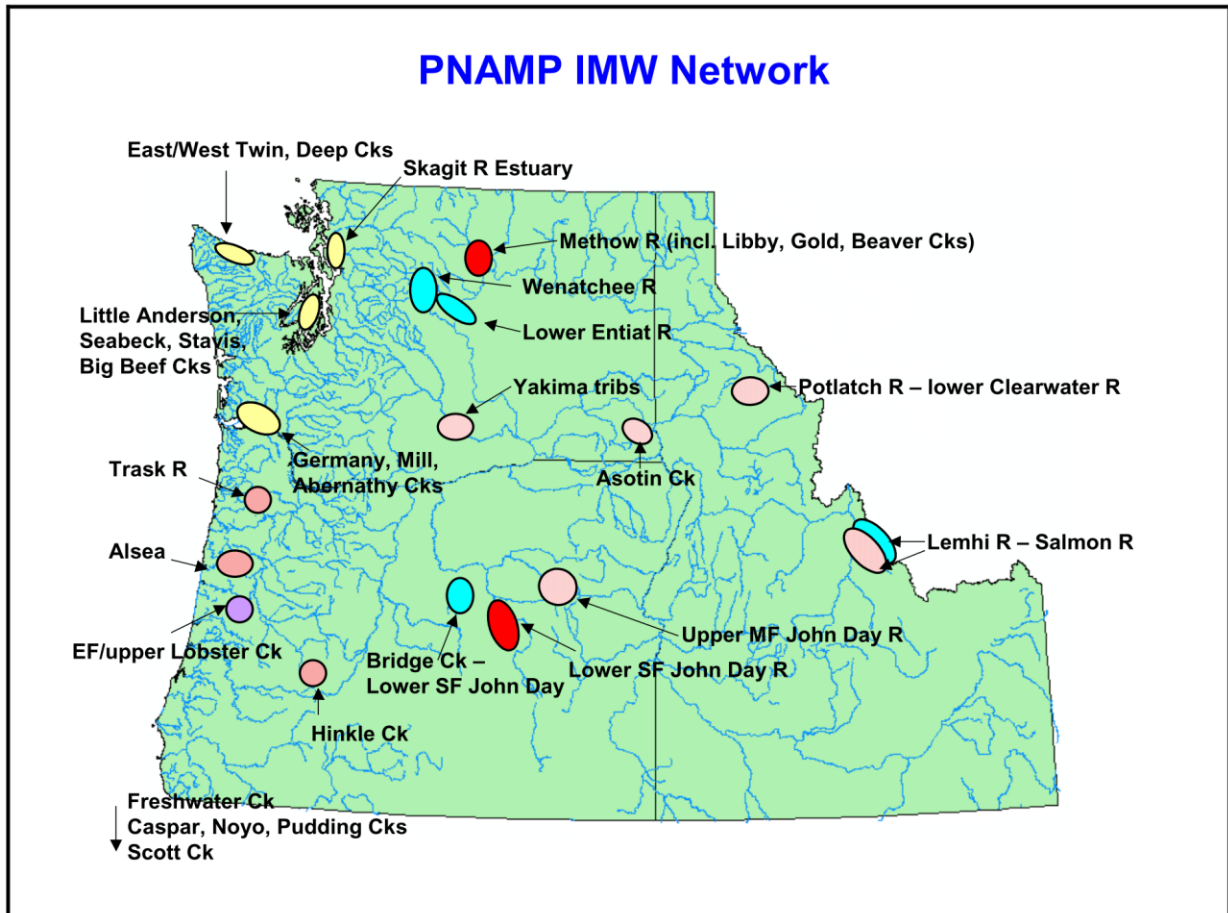 PNAMP IMW Network
East/West Twin, Deep Cks
Skagit R Estuary
Methow R (incl. Libby, Gold, Beaver Cks)
Wenatchee R
Little Anderson,
Seabeck, Stavis,
Big Beef Cks
Lower Entiat R
Yakima tribs
Potlatch R – lower Clearwater R
Germany, Mill,
Abernathy Cks
Asotin Ck
Trask R
Lemhi R – Salmon R
Alsea
EF/upper Lobster Ck
Bridge Ck –
Lower SF John Day
Upper MF John Day R
Lower SF John Day R
Hinkle Ck
Freshwater Ck
Caspar, Noyo, Pudding Cks
Scott Ck